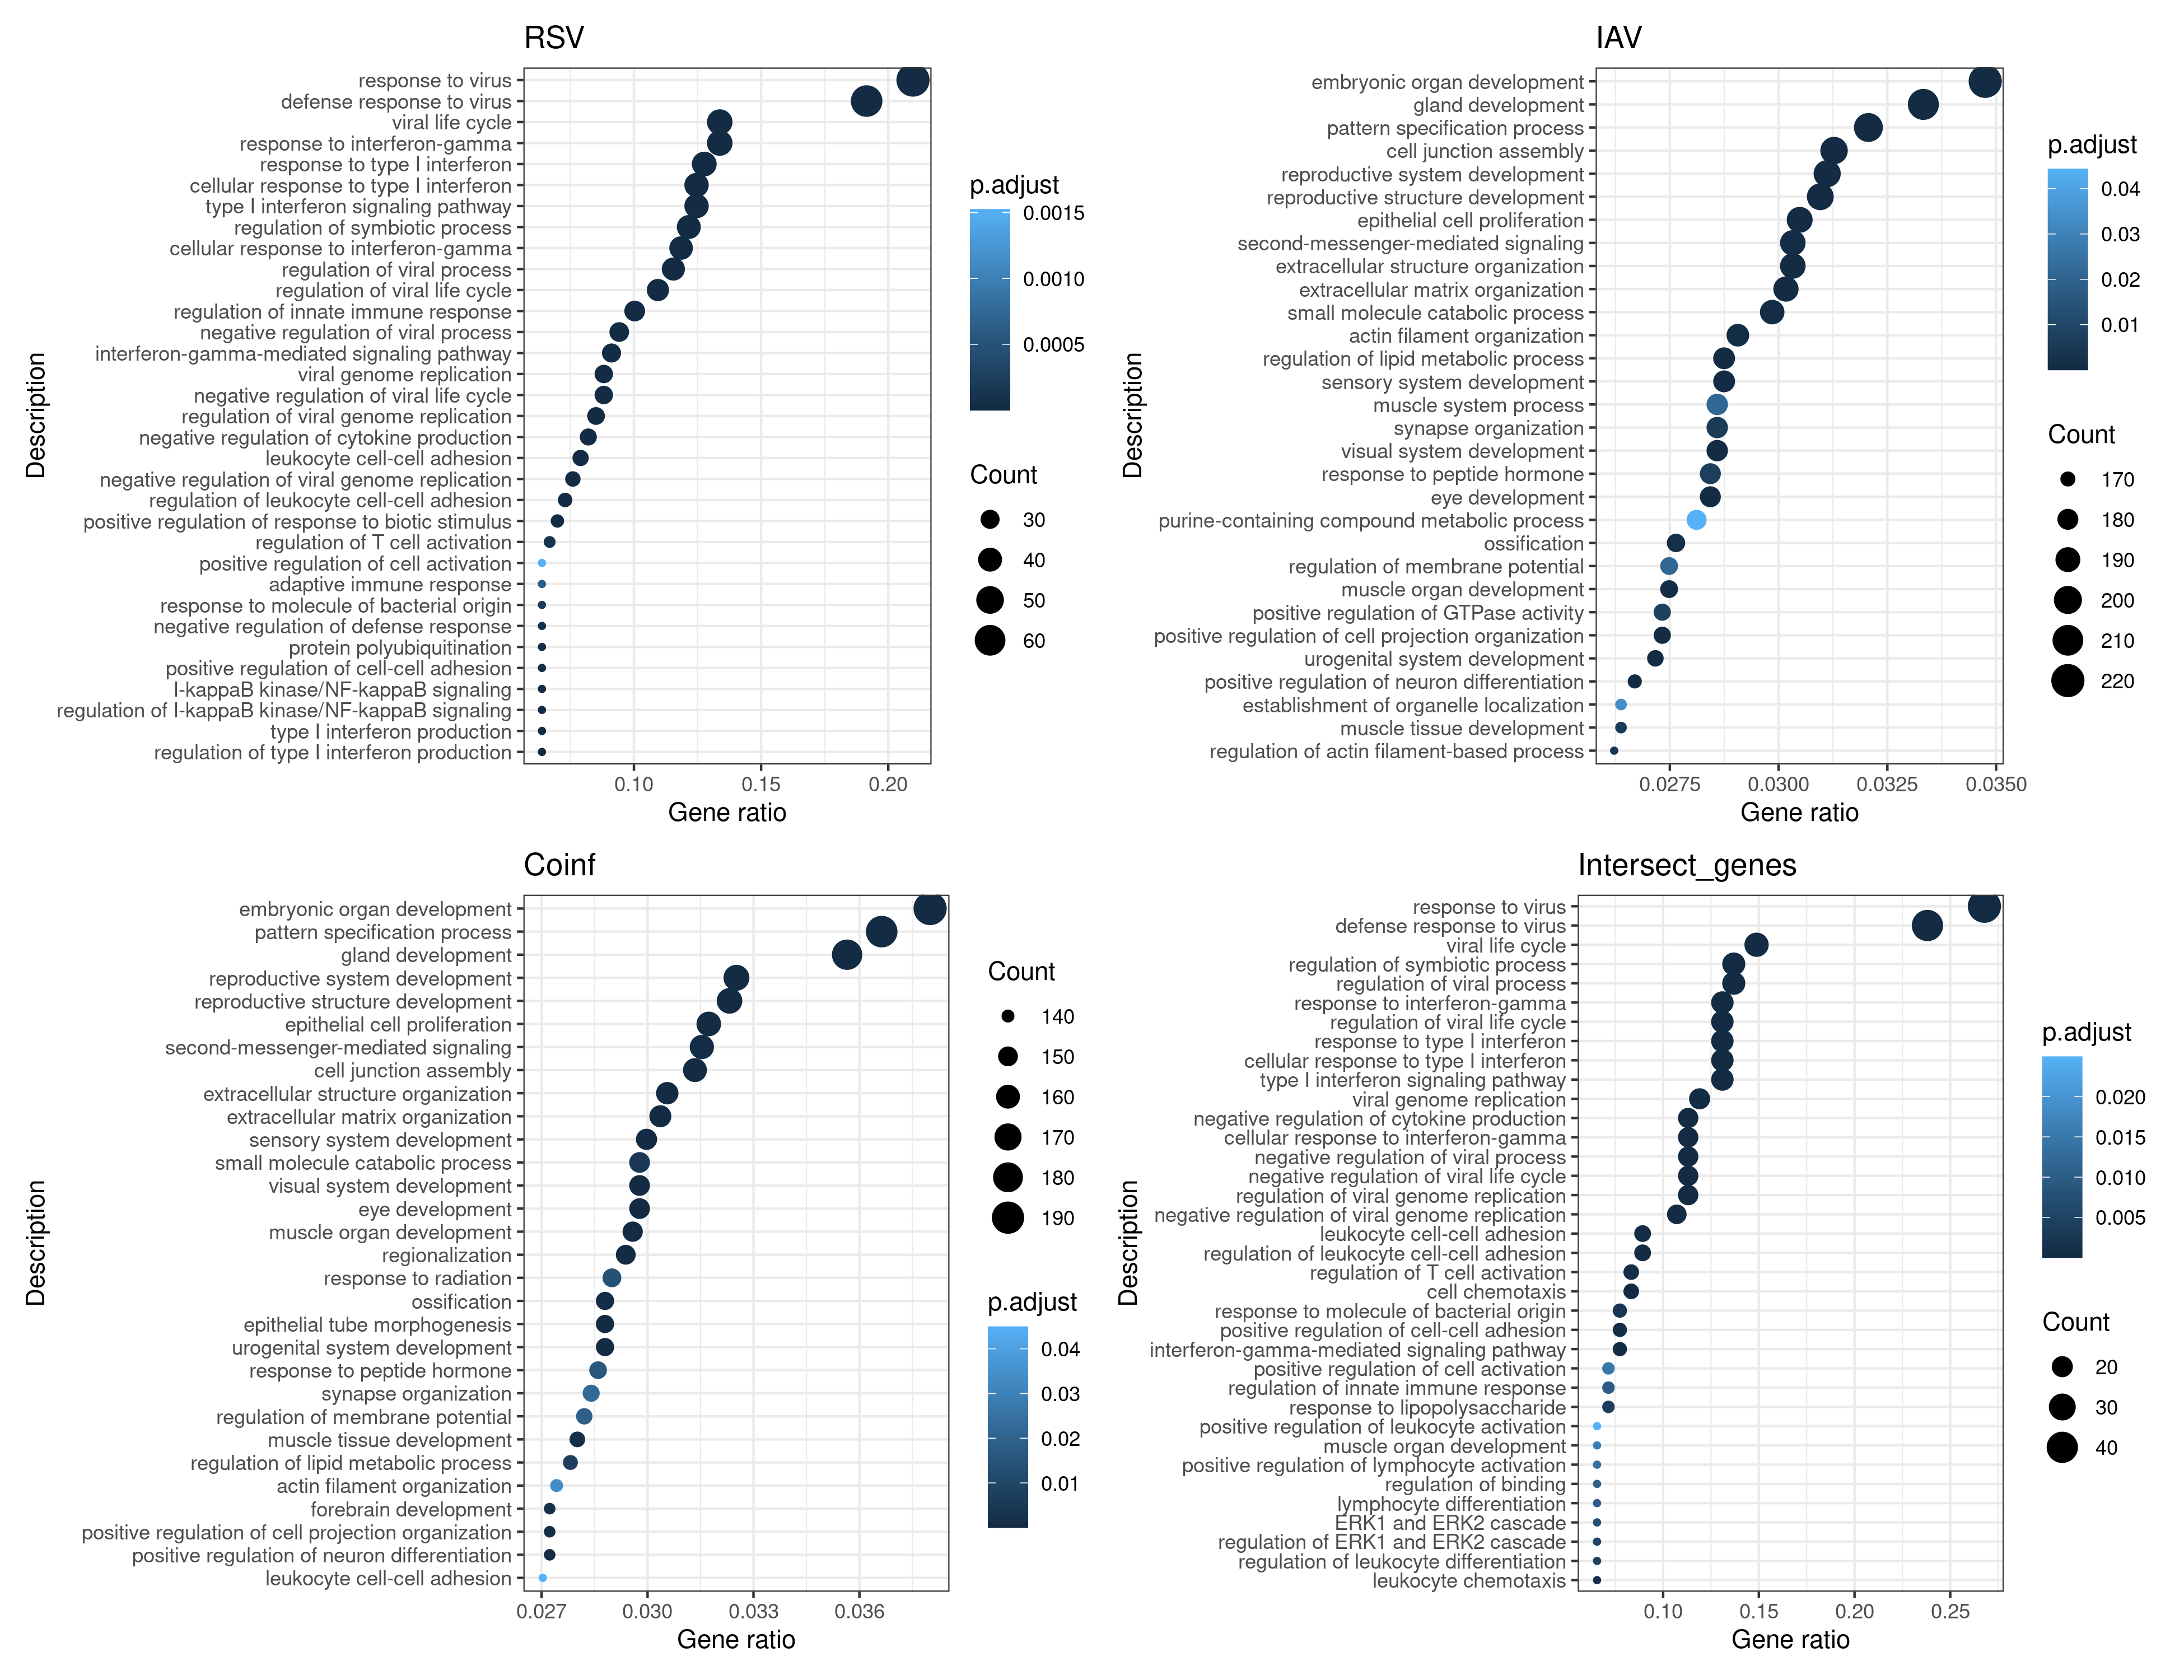 RSV
response to virus
defense response to virus
viral life cycle
response to interferon-gamma
response to type I interferon
cellular response to type I interferon
type I interferon signaling pathway
regulation of symbiotic process
cellular response to interferon-gamma
regulation of viral process
regulation of viral life cycle
regulation of innate immune response
negative regulation of viral process
interferon-gamma-mediated signaling pathway
viral genome replication
negative regulation of viral life cycle
regulation of viral genome replication
negative regulation of cytokine production
leukocyte cell-cell adhesion
negative regulation of viral genome replication
regulation of leukocyte cell-cell adhesion
positive regulation of response to biotic stimulus
regulation of T cell activation
positive regulation of cell activation
adaptive immune response
response to molecule of bacterial origin
negative regulation of defense response
protein polyubiquitination
positive regulation of cell-cell adhesion
I-kappaB kinase/NF-kappaB signaling
regulation of I-kappaB kinase/NF-kappaB signaling
type I interferon production
regulation of type I interferon production
Description
0.10 0.15 0.20
Gene ratio
p.adjust
0.0015
0.0010
0.0005
Count
30
40
50
60
IAV
embryonic organ development
gland development
pattern specification process
cell junction assembly
reproductive system development
reproductive structure development
epithelial cell proliferation
second-messenger-mediated signaling
extracellular structure organization
extracellular matrix organization
small molecule catabolic process
actin filament organization
regulation of lipid metabolic process
sensory system development
muscle system process
synapse organization
visual system development
response to peptide hormone
eye development
purine-containing compound metabolic process
ossification
regulation of membrane potential
muscle organ development
positive regulation of GTPase activity
positive regulation of cell projection organization
urogenital system development
positive regulation of neuron differentiation
establishment of organelle localization
muscle tissue development
regulation of actin filament-based process
Description
0.0275 0.0300 0.0325 0.0350
Gene ratio
p.adjust
0.04
0.03
0.02
0.01
Count
170
180
190
200
210
220
Coinf
embryonic organ development
pattern specification process
gland development
reproductive system development
reproductive structure development
epithelial cell proliferation
second-messenger-mediated signaling
cell junction assembly
extracellular structure organization
extracellular matrix organization
sensory system development
small molecule catabolic process
visual system development
eye development
muscle organ development
regionalization
response to radiation
ossification
epithelial tube morphogenesis
urogenital system development
response to peptide hormone
synapse organization
regulation of membrane potential
muscle tissue development
regulation of lipid metabolic process
actin filament organization
forebrain development
positive regulation of cell projection organization
positive regulation of neuron differentiation
leukocyte cell-cell adhesion
Description
0.027 0.030 0.033 0.036
Gene ratio
Count
140
150
160
170
180
190
p.adjust
0.04
0.03
0.02
0.01
Intersect_genes
response to virus
defense response to virus
viral life cycle
regulation of symbiotic process
regulation of viral process
response to interferon-gamma
regulation of viral life cycle
response to type I interferon
cellular response to type I interferon
type I interferon signaling pathway
viral genome replication
negative regulation of cytokine production
cellular response to interferon-gamma
negative regulation of viral process
negative regulation of viral life cycle
regulation of viral genome replication
negative regulation of viral genome replication
leukocyte cell-cell adhesion
regulation of leukocyte cell-cell adhesion
regulation of T cell activation
cell chemotaxis
response to molecule of bacterial origin
positive regulation of cell-cell adhesion
interferon-gamma-mediated signaling pathway
positive regulation of cell activation
regulation of innate immune response
response to lipopolysaccharide
positive regulation of leukocyte activation
muscle organ development
positive regulation of lymphocyte activation
regulation of binding
lymphocyte differentiation
ERK1 and ERK2 cascade
regulation of ERK1 and ERK2 cascade
regulation of leukocyte differentiation
leukocyte chemotaxis
Description
0.10 0.15 0.20 0.25
Gene ratio
p.adjust
0.020
0.015
0.010
0.005
Count
20
30
40